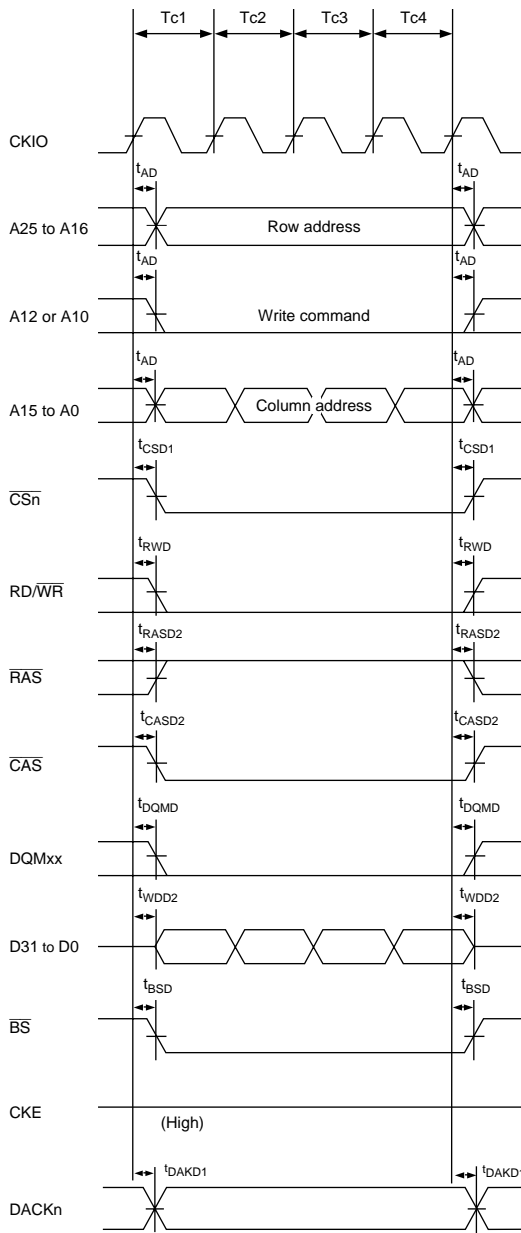 Tc1 Tc2 Tc3 Tc4
CKIO
tAD tAD
A25 to A16 Row address
tAD tAD
A12 or A10 Write command
tAD tAD
A15 to A0 Column address
tCSD1 tCSD1
CSn
tRWD tRWD
RD/WR
tRASD2 tRASD2
RAS
tCASD2 tCASD2
CAS
tDQMD tDQMD
DQMxx
tWDD2 tWDD2
D31 to D0
tBSD tBSD
BS
CKE
(High)
tDAKD1 tDAKD1
DACKn